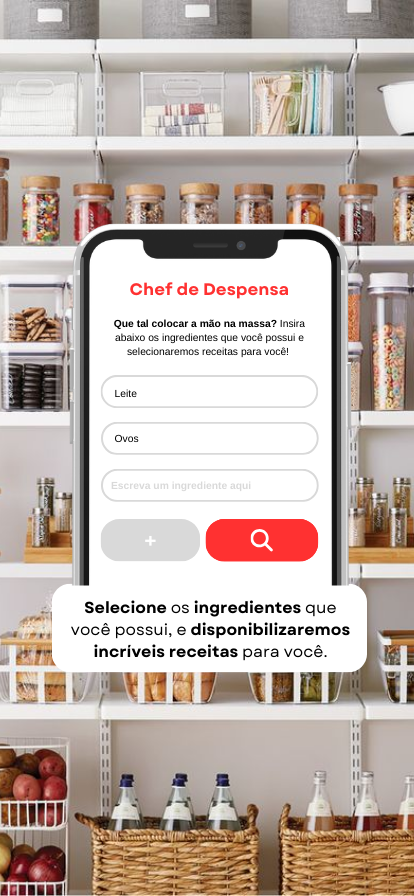 Chef de Despensa
Que tal colocar a mão na massa? Insira
abaixo os ingredientes que você possui e
selecionaremos receitas para você!
Leite
Ovos
Escreva um ingrediente aqui
+
Selecione os ingredientes que
você possui, e disponibilizaremos
incríveis receitas para você.